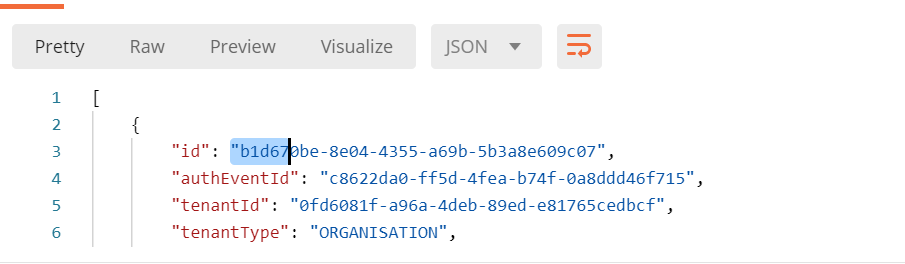 Pretty Raw Preview Visualize JSON
1 [
2 {
3 "id": "b1d670be-8e04-4355-a69b-5b3a8e609c07",
4 "authEventId": "c8622da0-ff5d-4fea-b74f-0a8ddd46f715",
5 "tenantId": "0fd6081f-a96a-4deb-89ed-e81765cedbcf",
6 "tenantType": "ORGANISATION",